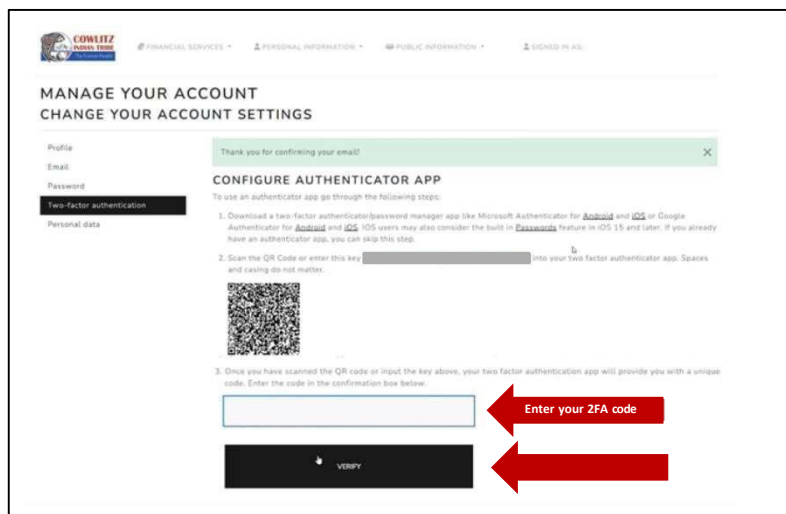 COWLITZ
INDIAN TRIBE
FINANCIAL SERVICES
PERSONAL INFORMATION
PUBLIC INFORMATION
SIGNED IN AS:
MANAGE YOUR ACCOUNT
CHANGE YOUR ACCOUNT SETTINGS
Profile
Email
Password
Two-factor authentication
Personal data
Thank you for confirming your email!
CONFIGURE AUTHENTICATOR APP
To use an authenticator app go through the following steps:
1. Download a two-factor authenticator/password manager app like Microsoft Authenticator for Android and iOS or Google
Authenticator for Android and iOS. iOS users may also consider the built in Passwords feature in iOS 15 and later. If you already
have an authenticator app, you can skip this step.
2. Scan the QR Code or enter this key into your two factor authenticator app. Spaces
and casing do not matter.
3. Once you have scanned the QR code or input the key above, your two factor authentication app will provide you with a unique
code. Enter the code in the confirmation box below.
Enter your 2FA code
VERIFY